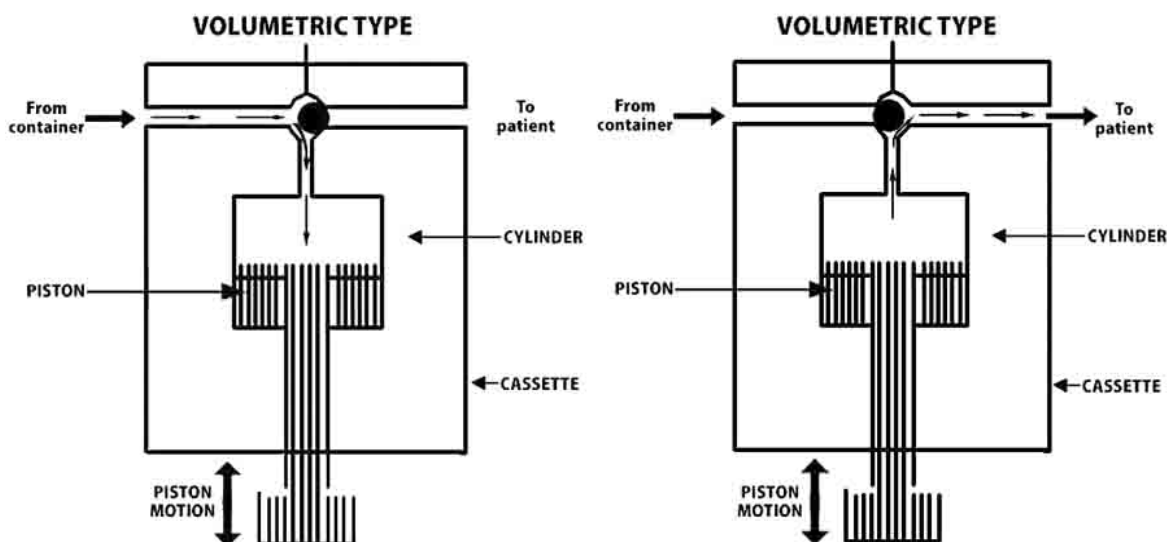 VOLUMETRIC TYPE
From
container
To
patient
CYLINDER
PISTON
CASSETTE
PISTON
MOTION
VOLUMETRIC TYPE
From
container
To
patient
CYLINDER
PISTON
CASSETTE
PISTON
MOTION